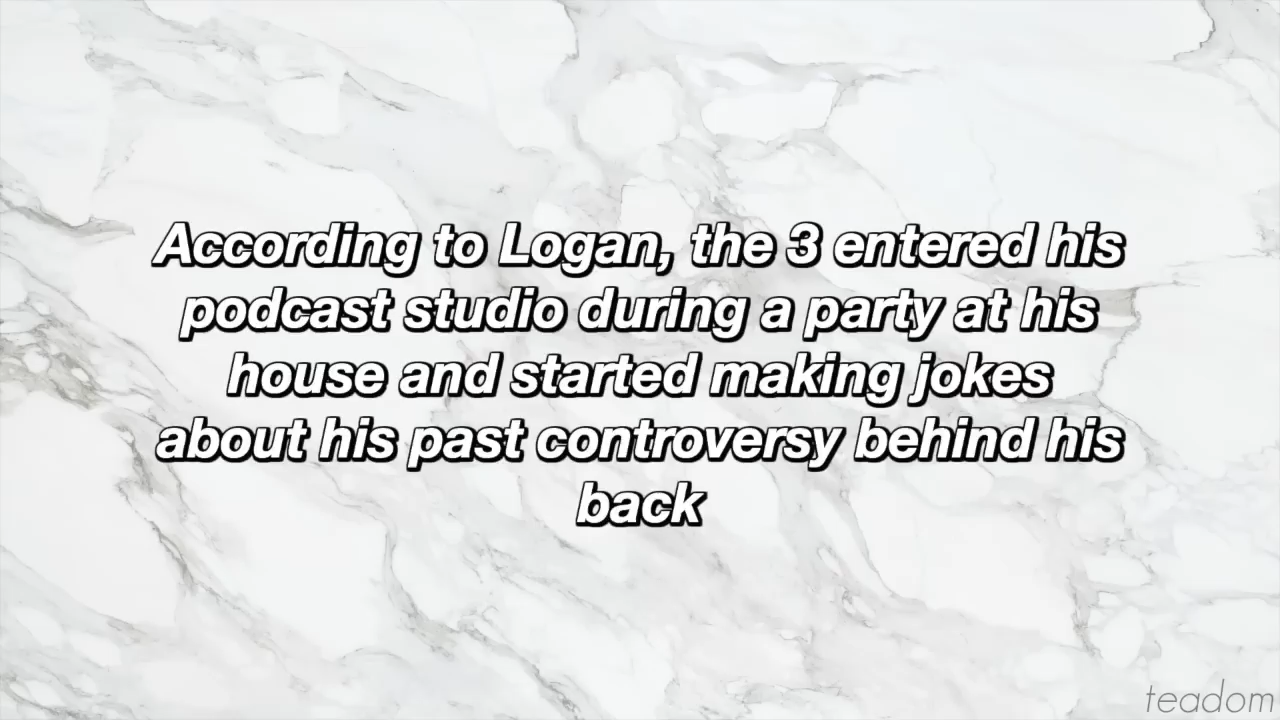 According to Logan, the 3 entered his
podcast studio during a party at his
house and started making jokes
about his past controversy behind his
back
teadom